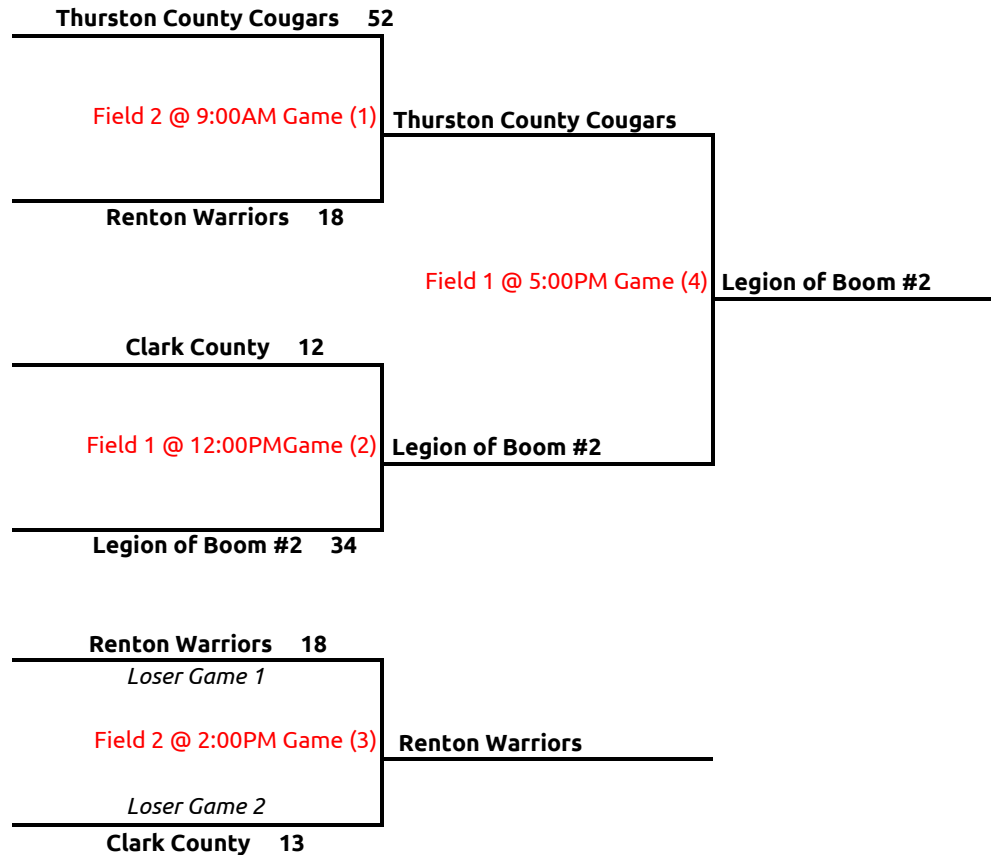 Thurston County Cougars 52
Field 2 @ 9:00AM Game (1)
Thurston County Cougars
Renton Warriors 18
Field 1 @ 5:00PM Game (4)
Legion of Boom #2
Clark County 12
Field 1 @ 12:00PMGame (2)
Legion of Boom #2
Legion of Boom #2 34
Renton Warriors 18
Loser Game 1
Field 2 @ 2:00PM Game (3)
Renton Warriors
Loser Game 2
Clark County 13